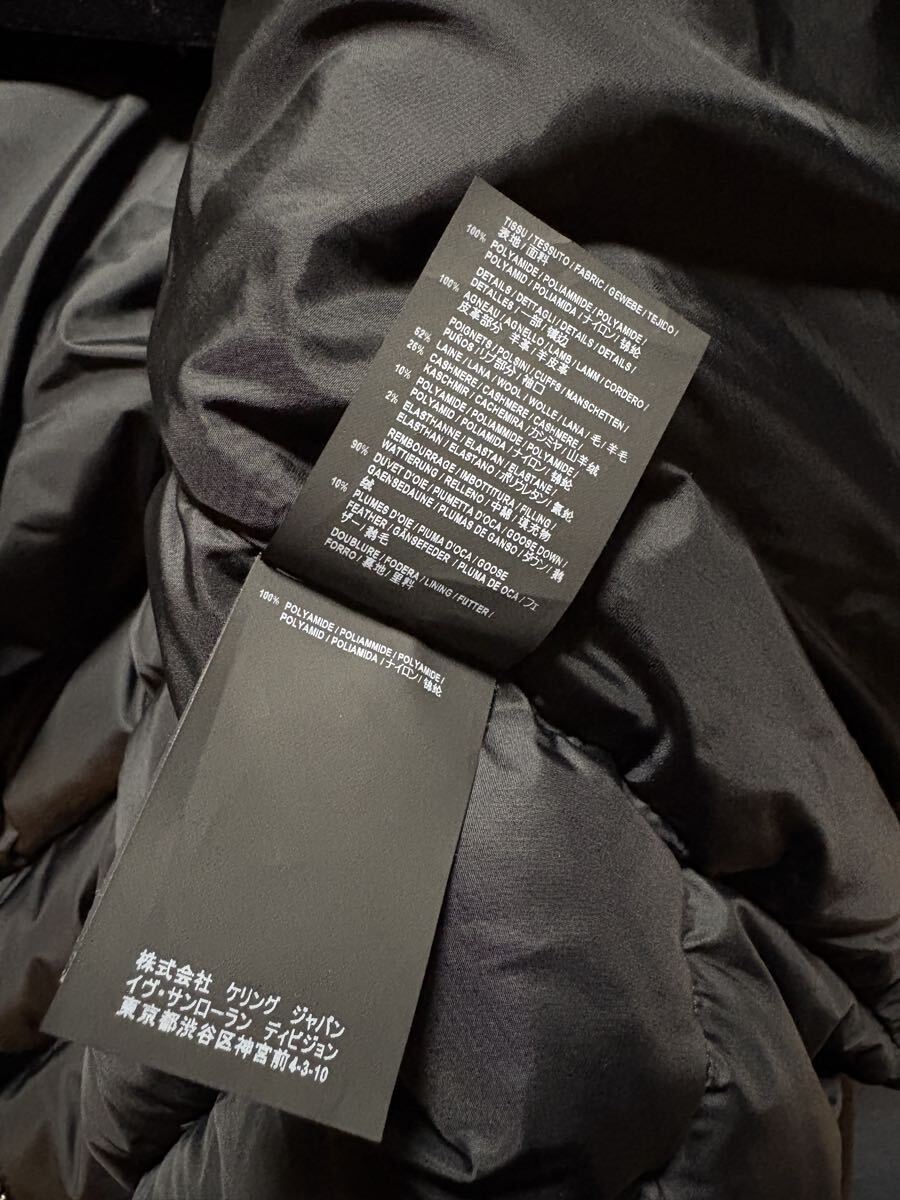 TISSU / TESSUTO / FABRIC / GEWEBE / TEJIDO /
表地 / 面料
100% POLYAMIDE / POLIAMMIDE / POLYAMIDE /
POLYAMID / POLIAMIDA / ナイロン / 锦纶
DETAILS / DETTAGLI / DETAILS / DETAILS /
DETALLES / 一部 / 镶边
100% AGNEAU / AGNELLO / LAMB / LAMM / CORDERO /
皮革部分 羊革 / 羊皮革
POIGNETS / POLSINI / CUFFS / MANSCHETTEN /
PUÑOS / リブ部分 / 袖口
62% LAINE / LANA / WOOL / WOLLE / LANA / 毛 / 羊毛
26% CASHMERE / CASHMERE / CASHMERE /
KASCHMIR / CACHEMIRA / カシミヤ / 山羊绒
10% POLYAMIDE / POLIAMMIDE / POLYAMIDE /
POLYAMID / POLIAMIDA / ナイロン / 锦纶
2% ELASTHANNE / ELASTAN / ELASTANE /
ELASTHAN / ELASTANO / ポリウレタン / 氨纶
REMBOURRAGE / IMBOTTITURA / FILLING /
WATTIERUNG / RELLENO / 中綿 / 填充物
90% DUVET D'OIE / PIUMETTA D'OCA / GOOSE DOWN /
GAENSEDAUNE / PLUMAS DE GANSO / ダウン / 鹅
绒
10% PLUMES D'OIE / PIUMA D'OCA / GOOSE
FEATHER / GÄNSEFEDER / PLUMA DE OCA / フェ
ザー / 鹅毛
DOUBLURE / FODERA / LINING / FUTTER /
FORRO / 裏地 / 里料
100% POLYAMIDE / POLIAMMIDE / POLYAMIDE /
POLYAMID / POLIAMIDA / ナイロン / 锦纶
株式会社 ケリング ジャパン
イヴ・サンローラン ディビジョン
東京都渋谷区神宮前4-3-10